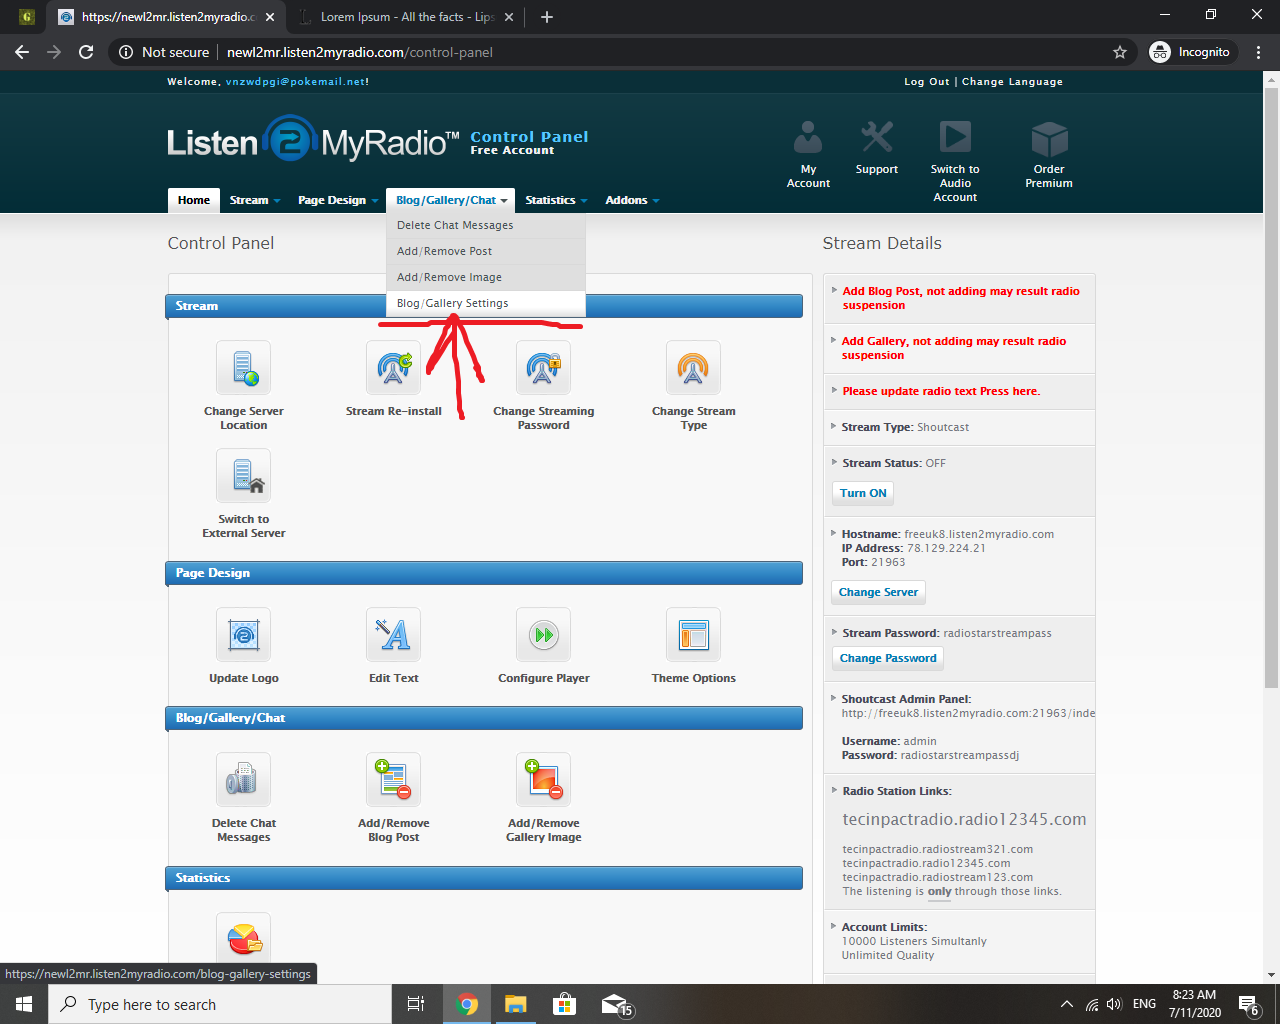 https://newl2mr.listen2myradio.c
Lorem Ipsum - All the facts - Lips
Not secure
newl2mr.listen2myradio.com/control-panel
Incognito
Welcome, vnzwdpgi@pokemail.net!
Log Out | Change Language
Listen 2 MyRadio™
Control Panel
Free Account
My Account
Support
Switch to Audio Account
Order Premium
Home
Stream
Page Design
Blog/Gallery/Chat
Statistics
Addons
Delete Chat Messages
Add/Remove Post
Add/Remove Image
Blog/Gallery Settings
Control Panel
Stream
Change Server
Location
Stream Re-install
Change Streaming
Password
Change Stream
Type
Switch to
External Server
Page Design
Update Logo
Edit Text
Configure Player
Theme Options
Blog/Gallery/Chat
Delete Chat
Messages
Add/Remove
Blog Post
Add/Remove
Gallery Image
Statistics
Stream Details
Add Blog Post, not adding may result radio
suspension
Add Gallery, not adding may result radio
suspension
Please update radio text Press here.
Stream Type: Shoutcast
Stream Status: OFF
Turn ON
Hostname: freeuk8.listen2myradio.com
IP Address: 78.129.224.21
Port: 21963
Change Server
Stream Password: radiostarstreampass
Change Password
Shoutcast Admin Panel:
http://freeuk8.listen2myradio.com:21963/inde
Username: admin
Password: radiostarstreampassdj
Radio Station Links:
tecinpactradio.radio12345.com
tecinpactradio.radiostream321.com
tecinpactradio.radio12345.com
tecinpactradio.radiostream123.com
The listening is only through those links.
Account Limits:
10000 Listeners Simultanly
Unlimited Quality
https://newl2mr.listen2myradio.com/blog-gallery-settings
Type here to search
15
ENG
8:23 AM
7/11/2020
6